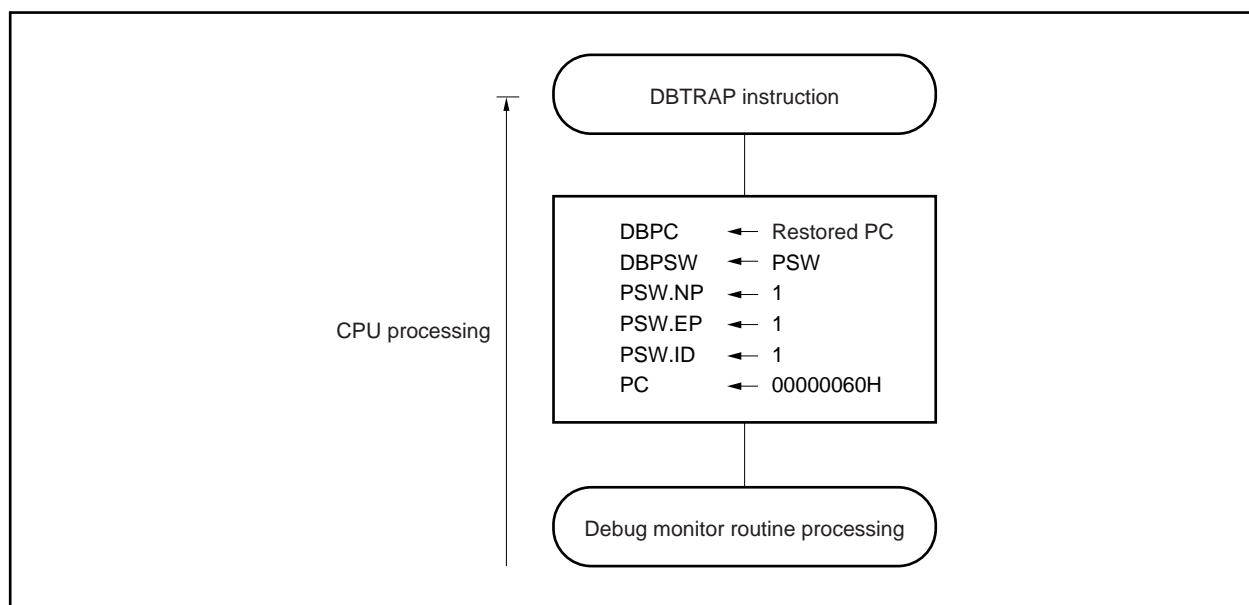 DBTRAP instruction
DBPC ← Restored PC
DBPSW ← PSW
PSW.NP ← 1
PSW.EP ← 1
PSW.ID ← 1
PC ← 00000060H
CPU processing
Debug monitor routine processing